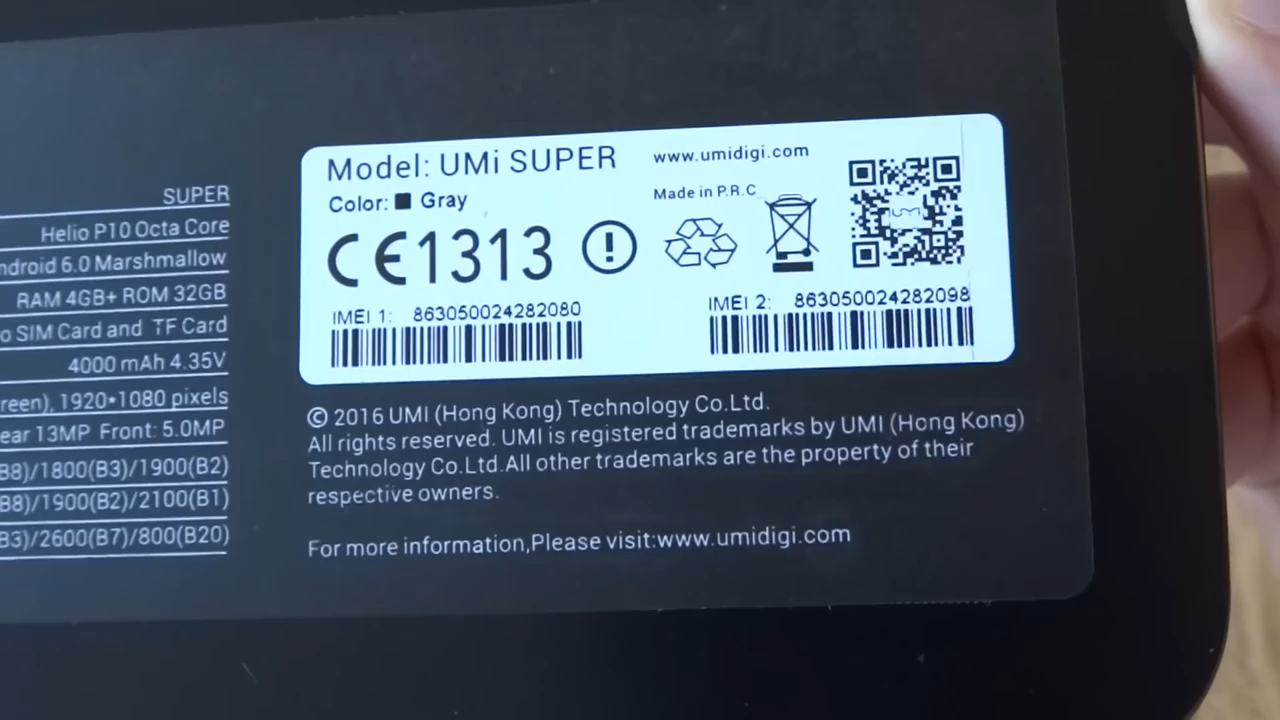 SUPER
Helio P10 Octa Core
Android 6.0 Marshmallow
RAM 4GB+ ROM 32GB
SIM Card and TF Card
4000 mAh 4.35V
1920*1080 pixels
13MP Front: 5.0MP
B8)/1800(B3)/1900(B2)
B8)/1900(B2)/2100(B1)
B3)/2600(B7)/800(B20)
Model: UMi SUPER
www.umidigi.com
Color: Gray
Made in P.R.C
CE1313
UMi
IMEI 1: 863050024282080
IMEI 2: 863050024282098
© 2016 UMI (Hong Kong) Technology Co.Ltd.
All rights reserved. UMI is registered trademarks by UMI (Hong Kong)
Technology Co.Ltd.All other trademarks are the property of their
respective owners.
For more information,Please visit:www.umidigi.com